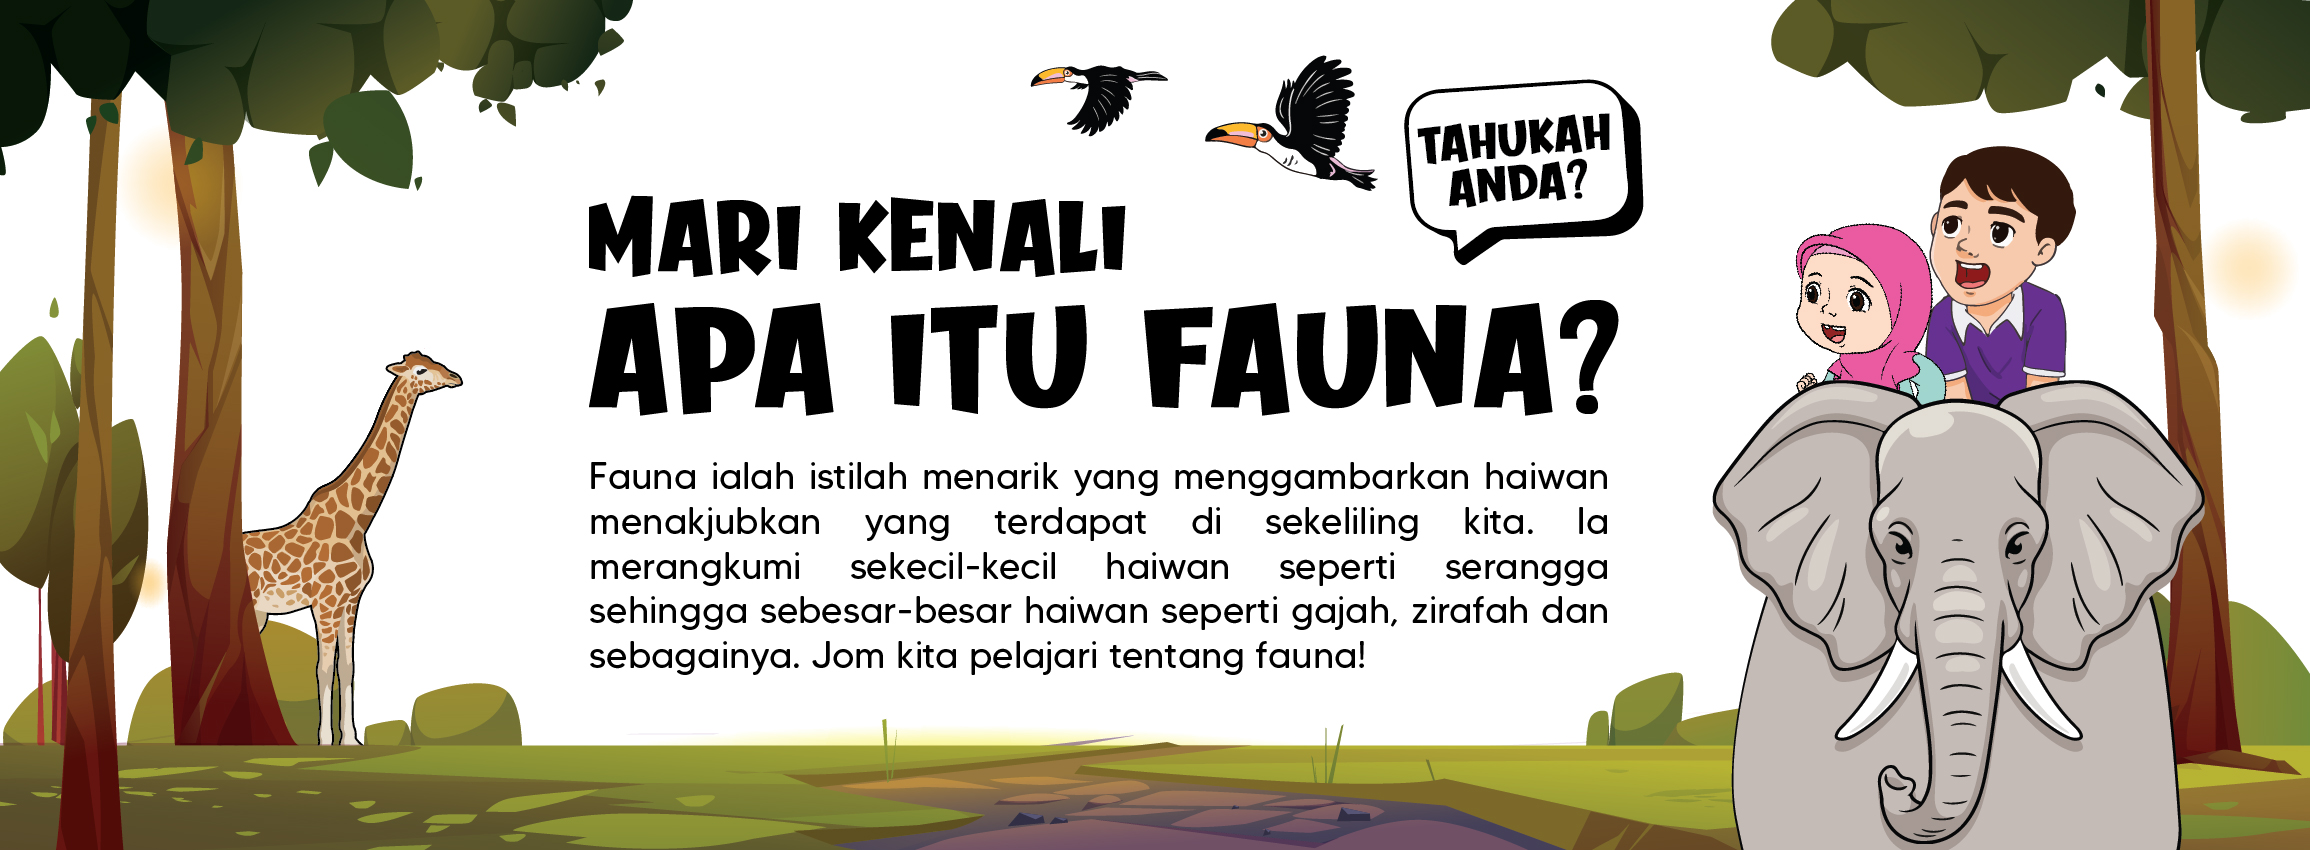 TAHUKAH
ANDA?
MARI KENALI
APA ITU FAUNA?
Fauna ialah istilah menarik yang menggambarkan haiwan
menakjubkan yang terdapat di sekeliling kita. Ia
merangkumi sekecil-kecil haiwan seperti serangga
sehingga sebesar-besar haiwan seperti gajah, zirafah dan
sebagainya. Jom kita pelajari tentang fauna!